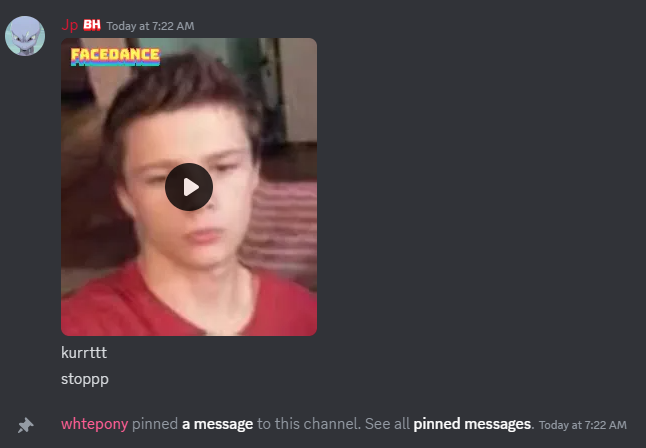 Jp BH Today at 7:22 AM
FACEDANCE
kurrttt
stoppp
whtepony pinned a message to this channel. See all pinned messages. Today at 7:22 AM